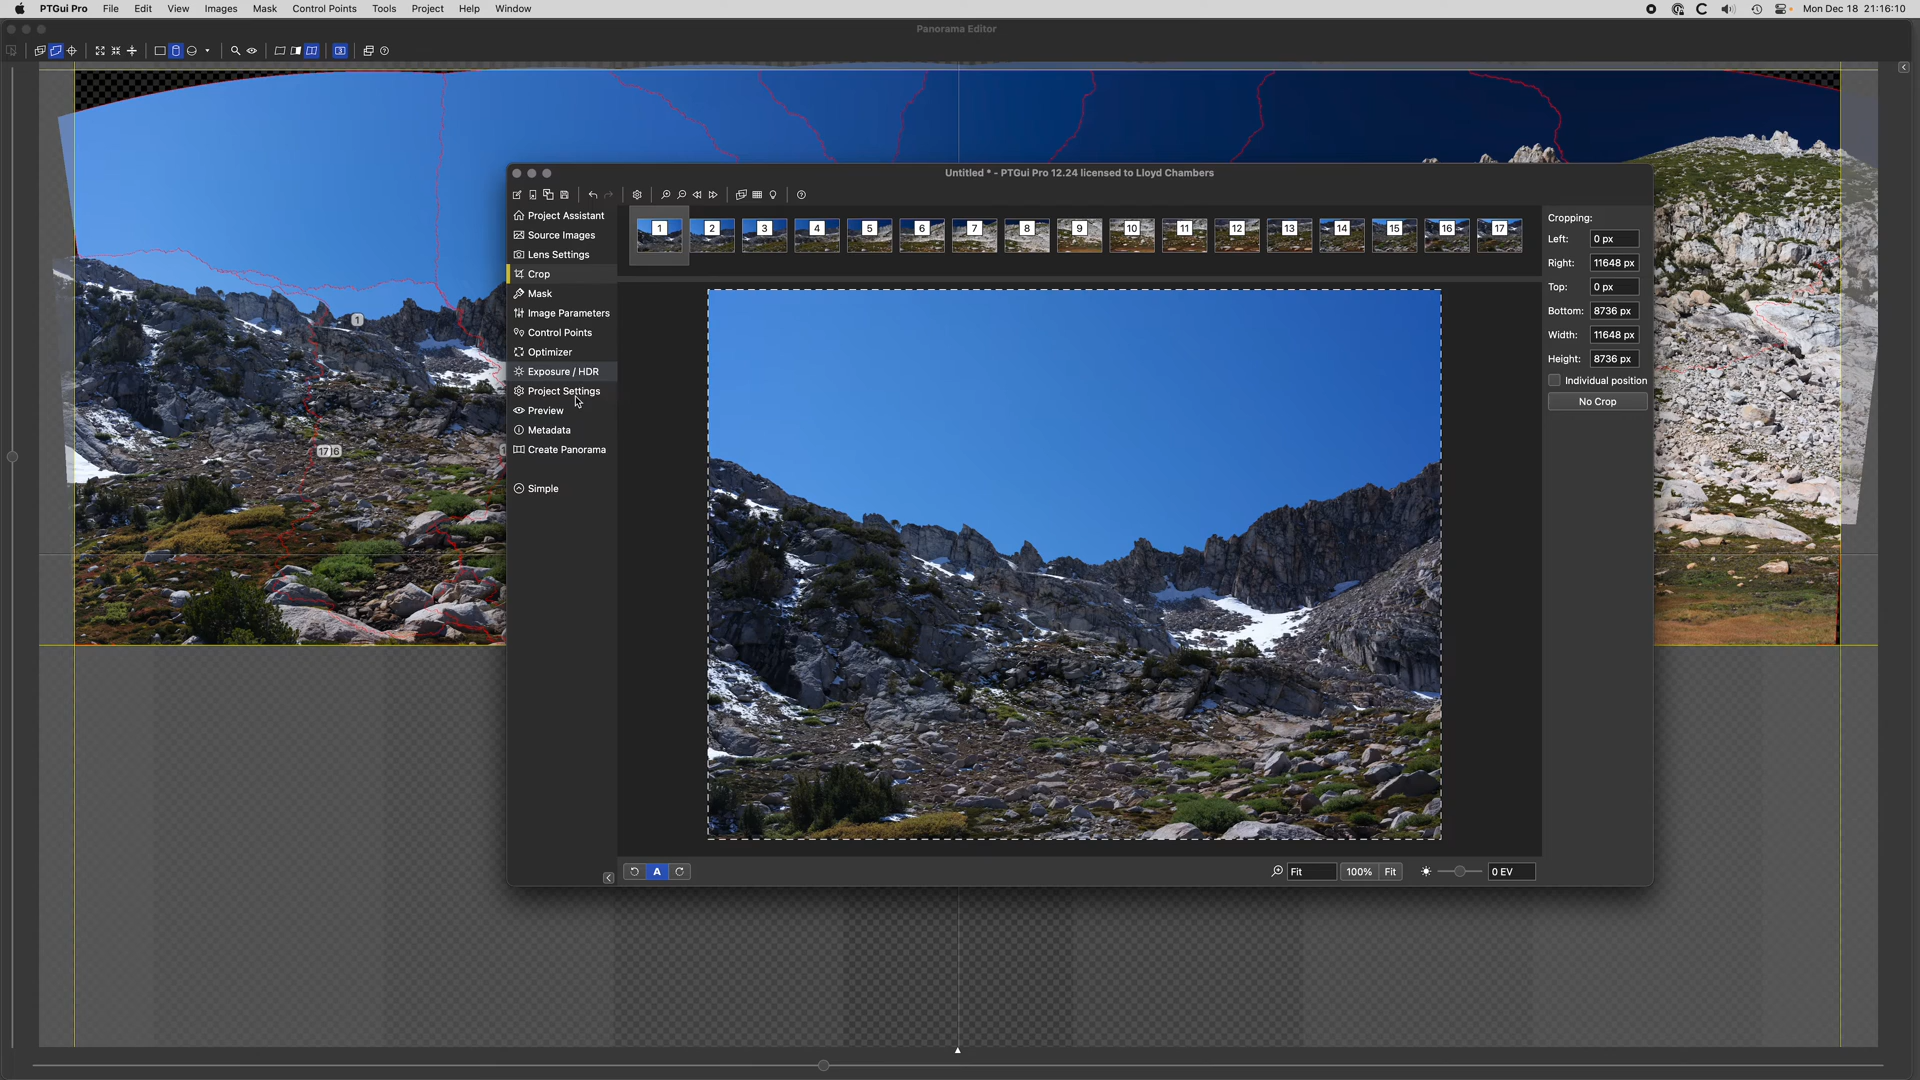 PTGui Pro File Edit View Images Mask Control Points Tools Project Help Window Mon Dec 18 21:16:10
Panorama Editor
Untitled * - PTGui Pro 12.24 licensed to Lloyd Chambers
Project Assistant
Source Images
Lens Settings
Crop
Mask
Image Parameters
Control Points
Optimizer
Exposure / HDR
Project Settings
Preview
Metadata
Create Panorama
Simple
1 2 3 4 5 6 7 8 9 10 11 12 13 14 15 16 17
Cropping:
Left: 0 px
Right: 11648 px
Top: 0 px
Bottom: 8736 px
Width: 11648 px
Height: 8736 px
Individual position
No Crop
1
17 16
A
Fit 100% Fit 0 EV